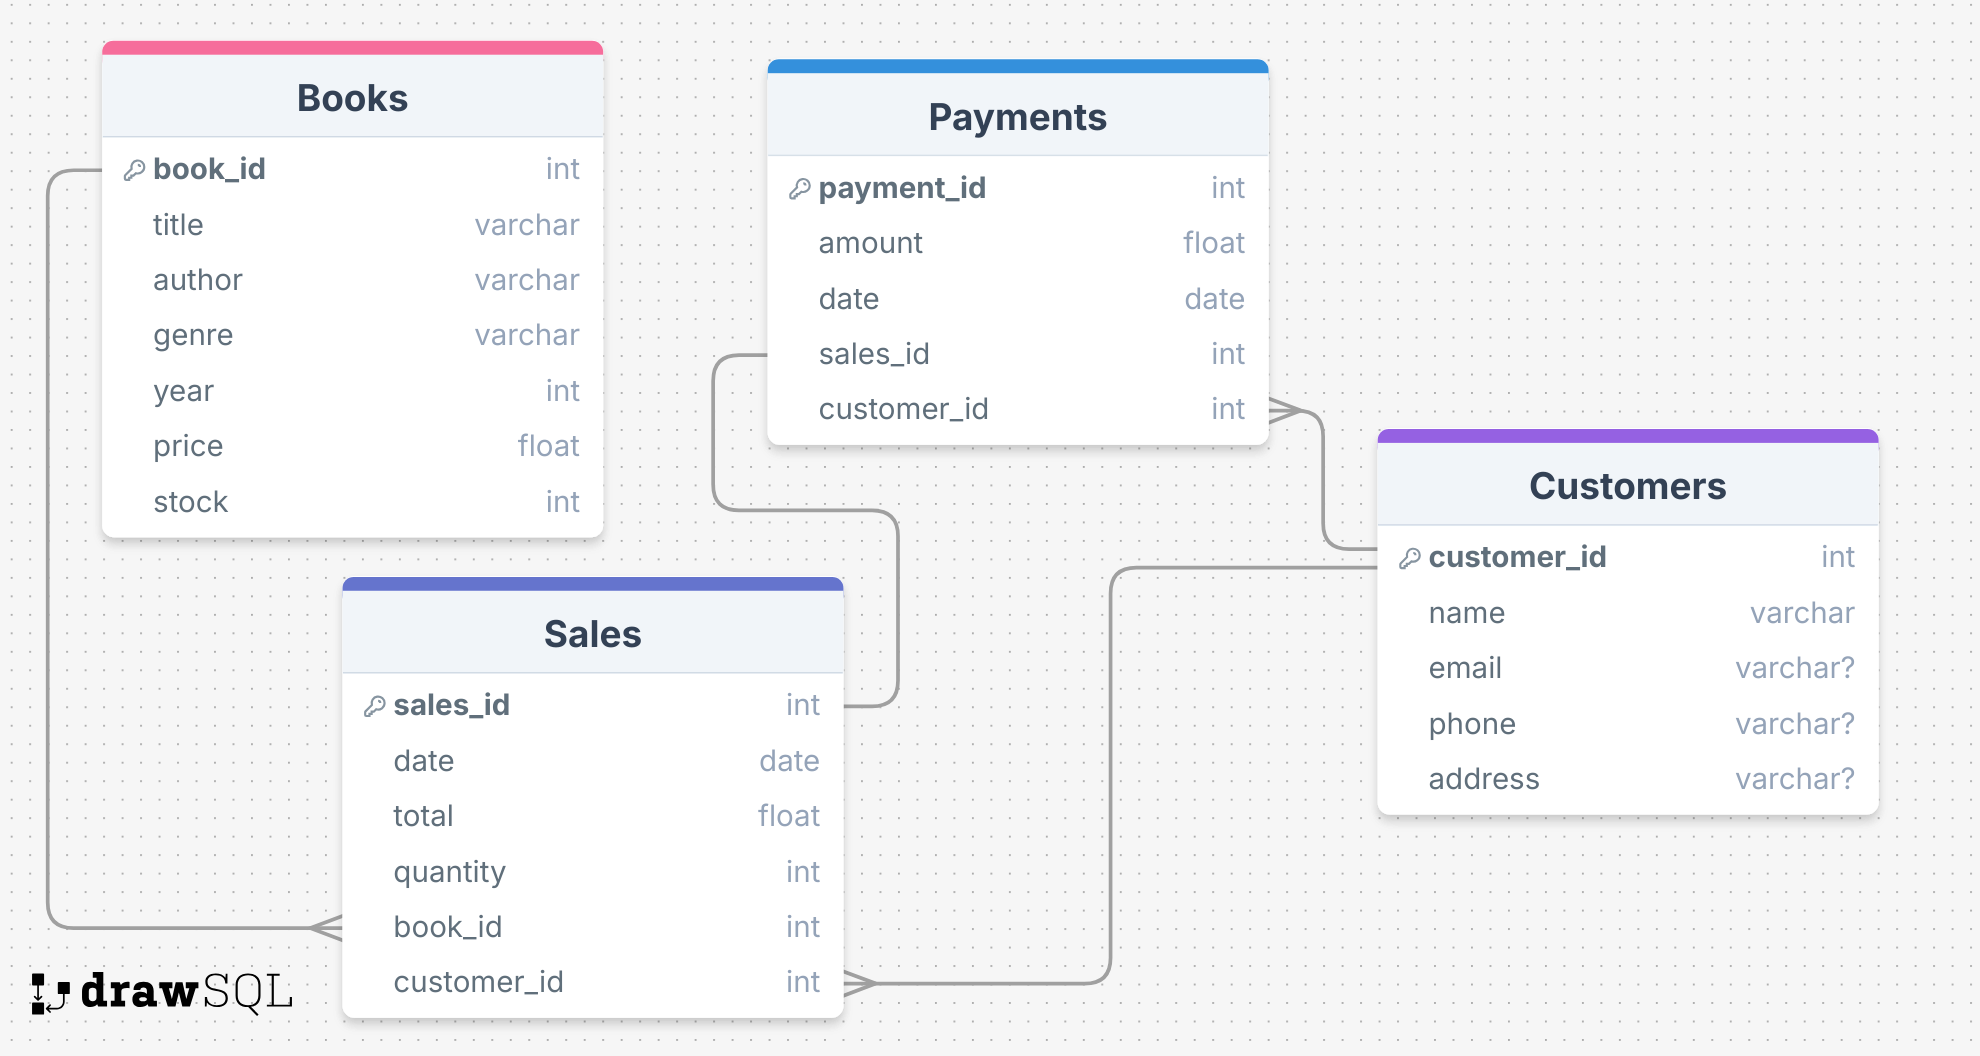 Books
book_id int
title varchar
author varchar
genre varchar
year int
price float
stock int
Payments
payment_id int
amount float
date date
sales_id int
customer_id int
Customers
customer_id int
name varchar
email varchar?
phone varchar?
address varchar?
Sales
sales_id int
date date
total float
quantity int
book_id int
customer_id int
drawSQL